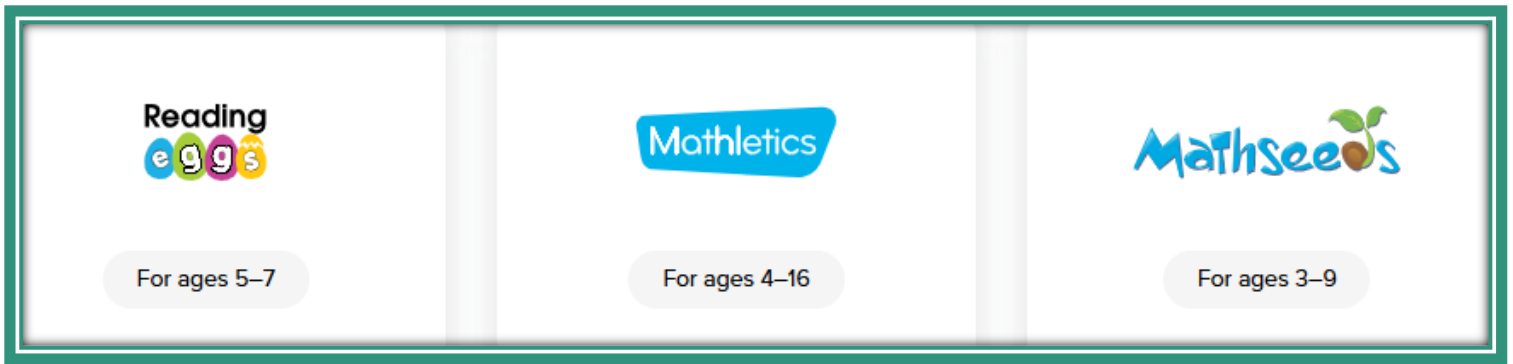 Reading
eggs
For ages 5–7
Mathletics
For ages 4–16
Mathseeds
For ages 3–9